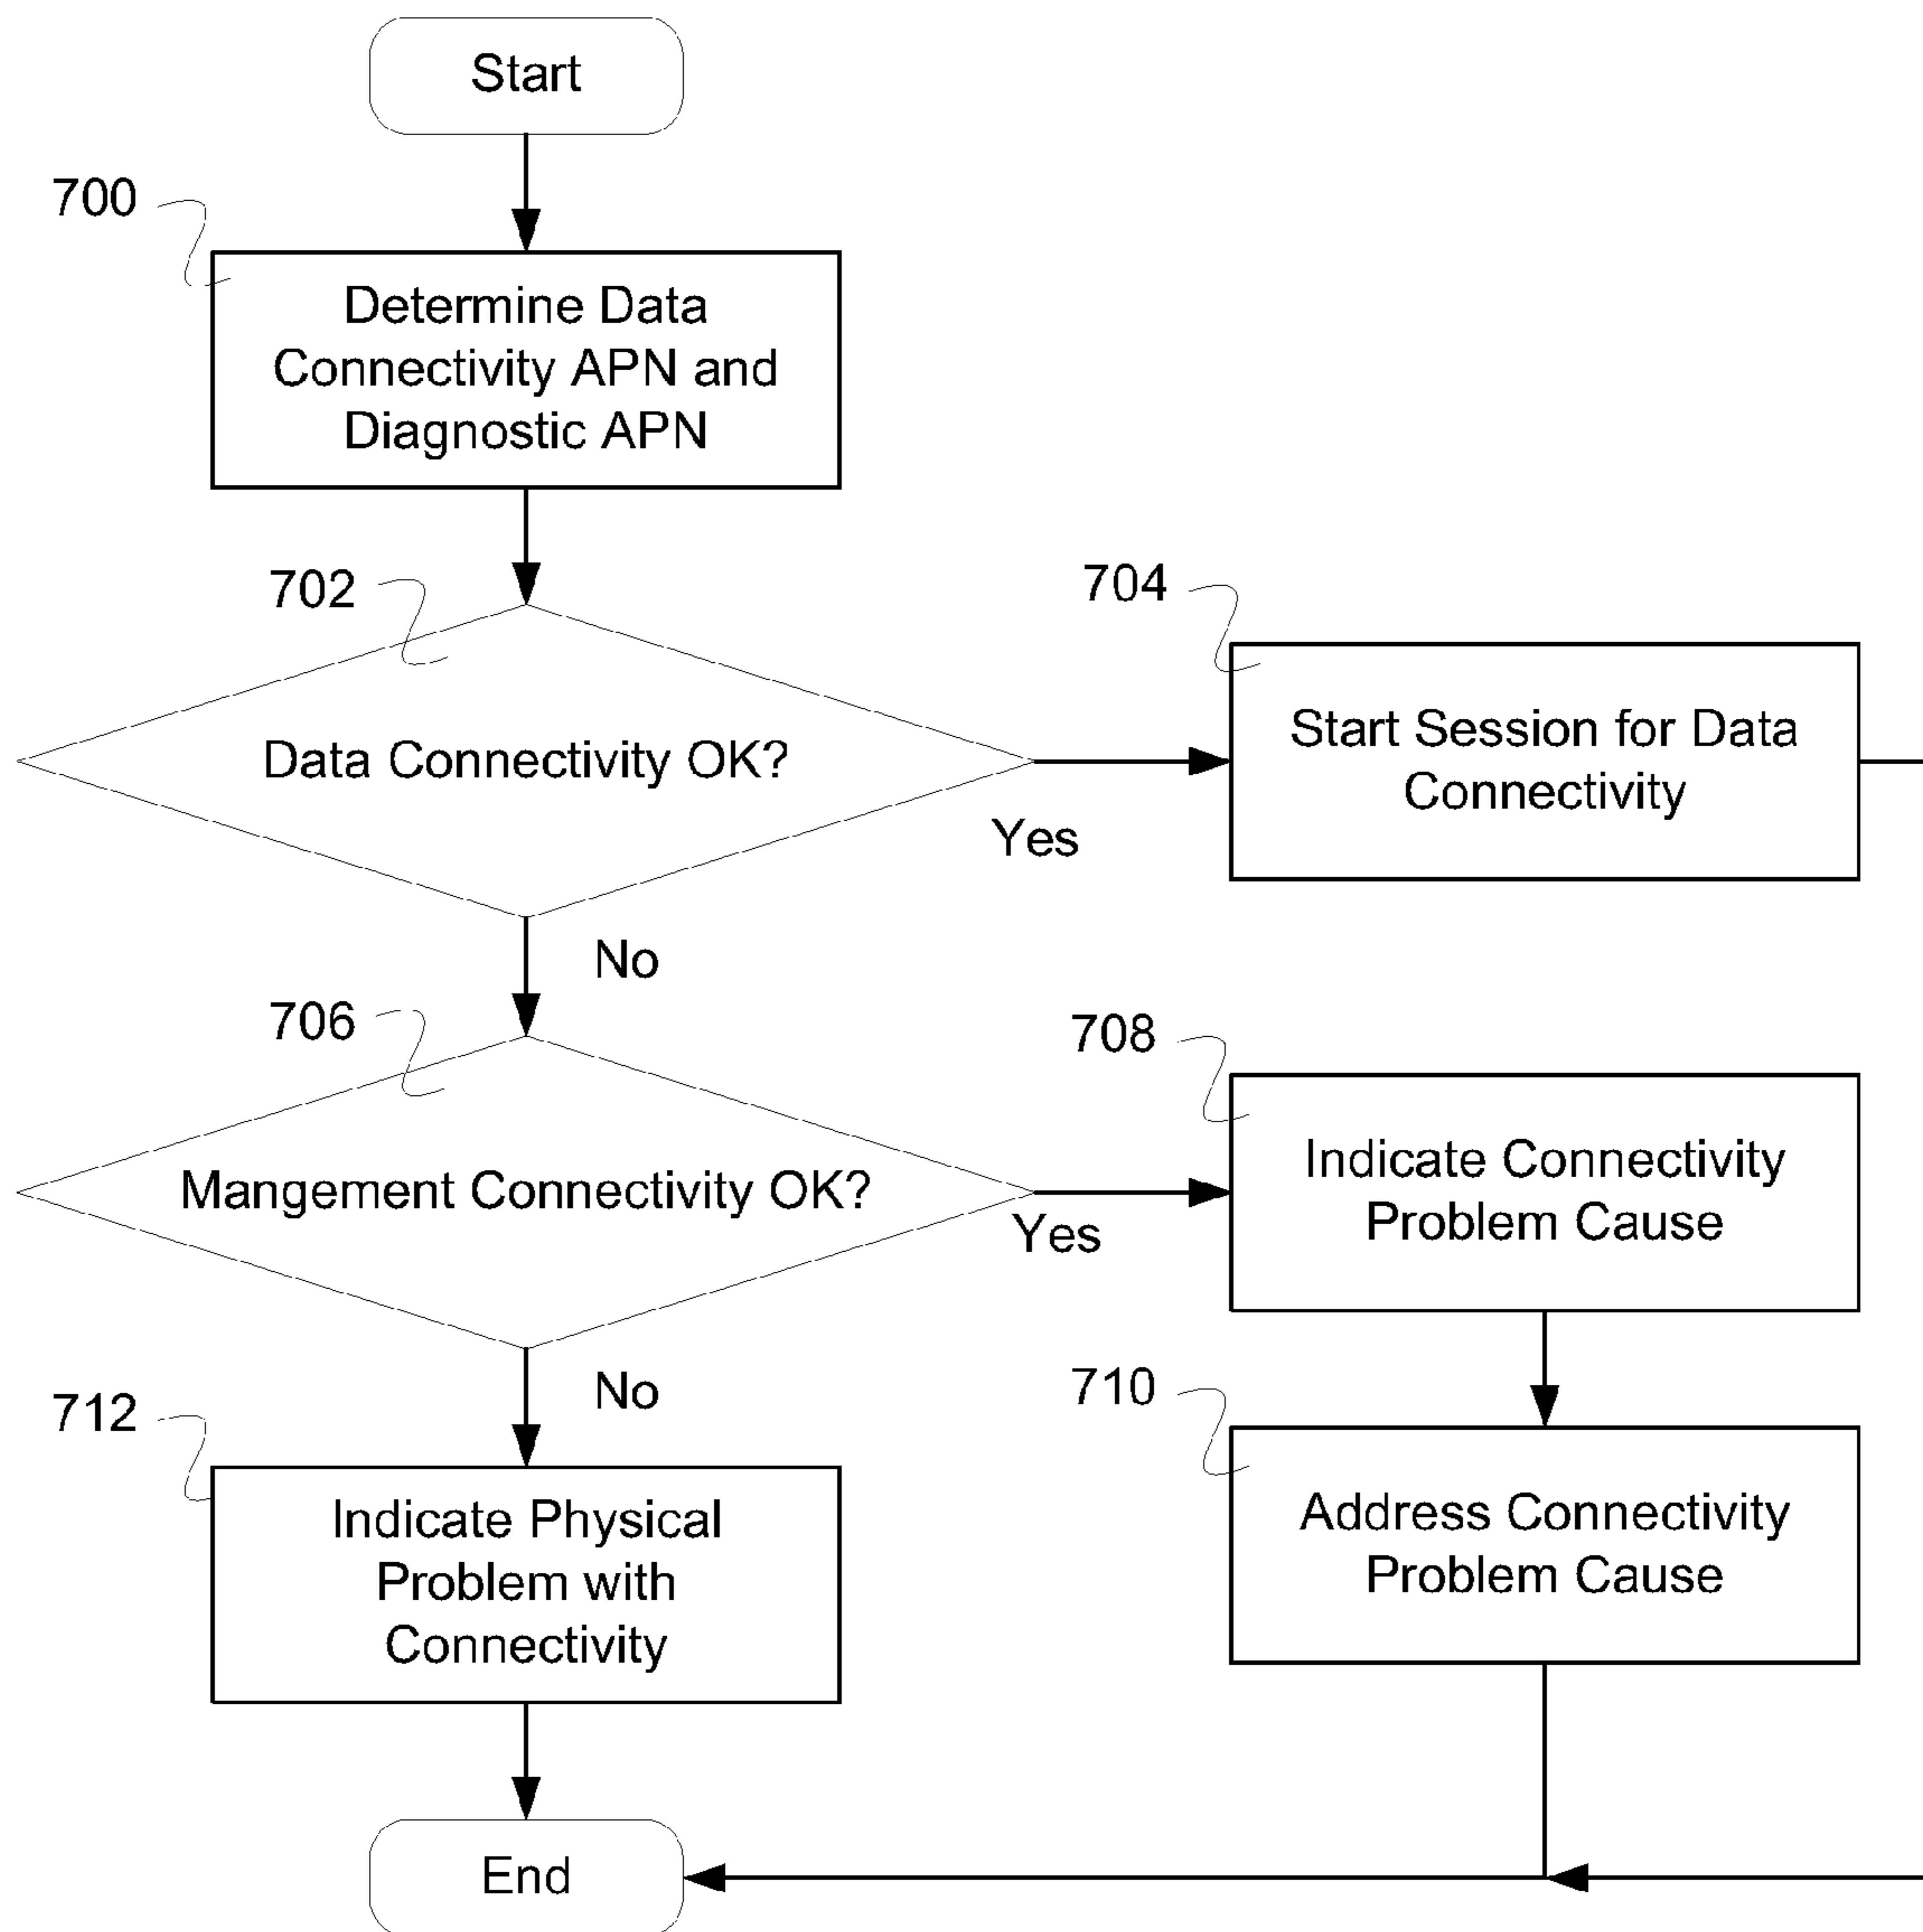 Start
700
Determine Data
Connectivity APN and
Diagnostic APN
702
Data Connectivity OK?
Yes
704
Start Session for Data
Connectivity
No
706
Mangement Connectivity OK?
Yes
708
Indicate Connectivity
Problem Cause
710
Address Connectivity
Problem Cause
No
712
Indicate Physical
Problem with
Connectivity
End